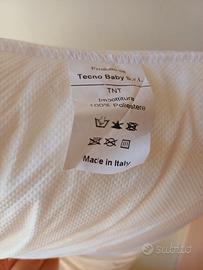 Tecno Baby S.r.L.
TNT
Imbottitura
100% Poliestere
Made in Italy
subito